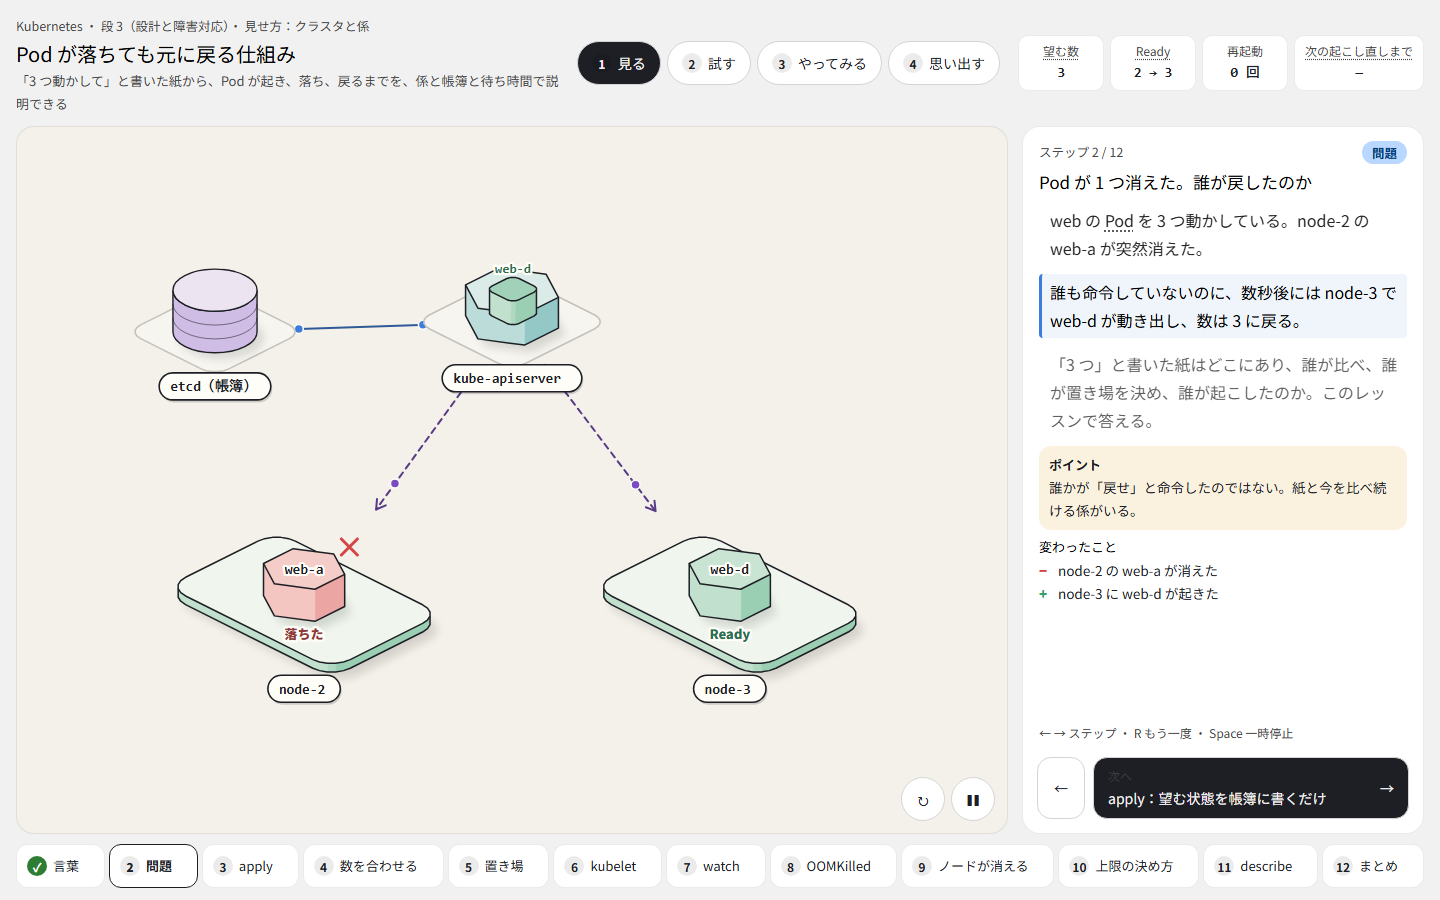 Kubernetes ・ 段 3（設計と障害対応）・ 見せ方：クラスタと係
Pod が落ちても元に戻る仕組み
「3 つ動かして」と書いた紙から、Pod が起き、落ち、戻るまでを、係と帳簿と待ち時間で説
明できる
1 見る
2 試す
3 やってみる
4 思い出す
望む数
3
Ready
2 → 3
再起動
0 回
次の起こし直しまで
—
web-d
etcd（帳簿）
kube-apiserver
web-a
落ちた
node-2
web-d
Ready
node-3
ステップ 2 / 12
問題
Pod が 1 つ消えた。誰が戻したのか
web の Pod を 3 つ動かしている。node-2 の
web-a が突然消えた。
誰も命令していないのに、数秒後には node-3 で
web-d が動き出し、数は 3 に戻る。
「3 つ」と書いた紙はどこにあり、誰が比べ、誰
が置き場を決め、誰が起こしたのか。このレッ
スンで答える。
ポイント
誰かが「戻せ」と命令したのではない。紙と今を比べ続
ける係がいる。
変わったこと
− node-2 の web-a が消えた
+ node-3 に web-d が起きた
← → ステップ ・ R もう一度 ・ Space 一時停止
←
次へ
apply：望む状態を帳簿に書くだけ →
✓ 言葉
2 問題
3 apply
4 数を合わせる
5 置き場
6 kubelet
7 watch
8 OOMKilled
9 ノードが消える
10 上限の決め方
11 describe
12 まとめ